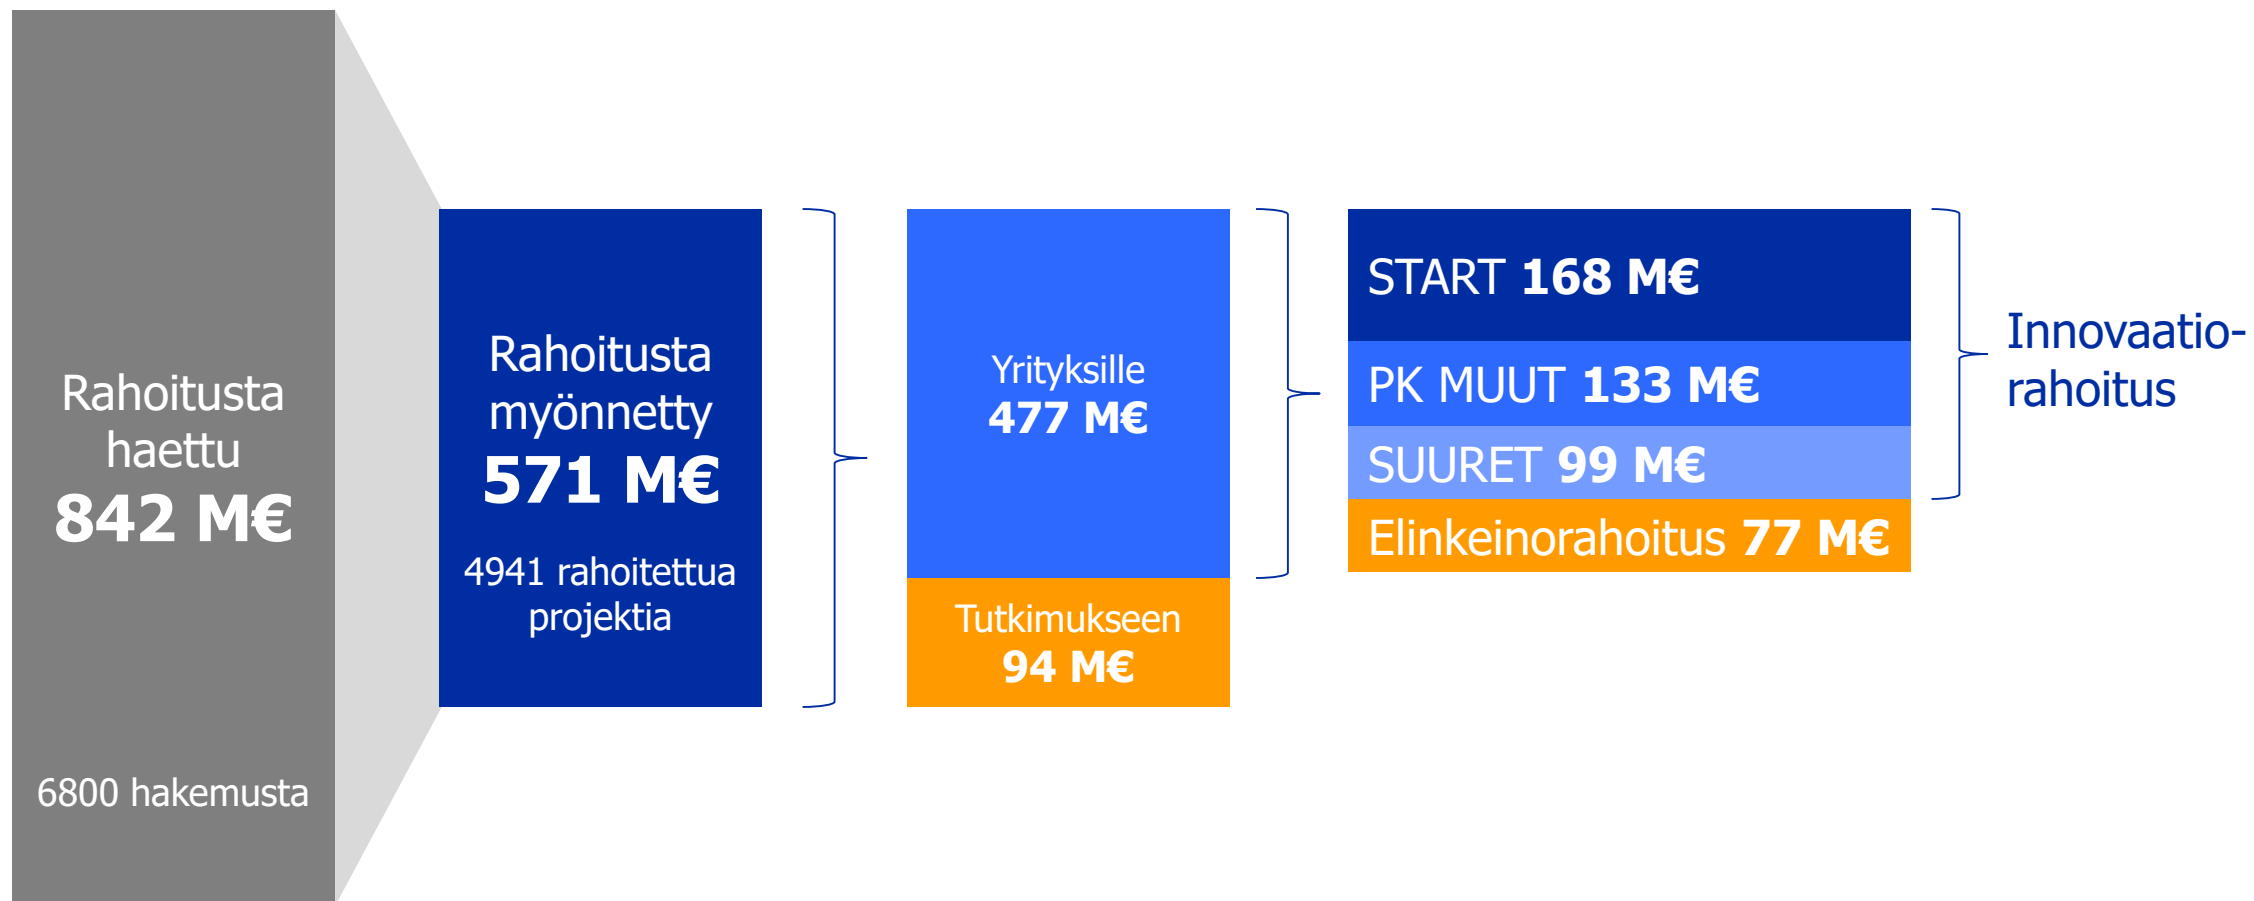 Rahoitusta
haettu
842 M€
6800 hakemusta
Rahoitusta
myönnetty
571 M€
4941 rahoitettua
projektia
Yrityksille
477 M€
Tutkimukseen
94 M€
START 168 M€
PK MUUT 133 M€
SUURET 99 M€
Elinkeinorahoitus 77 M€
Innovaatio-
rahoitus